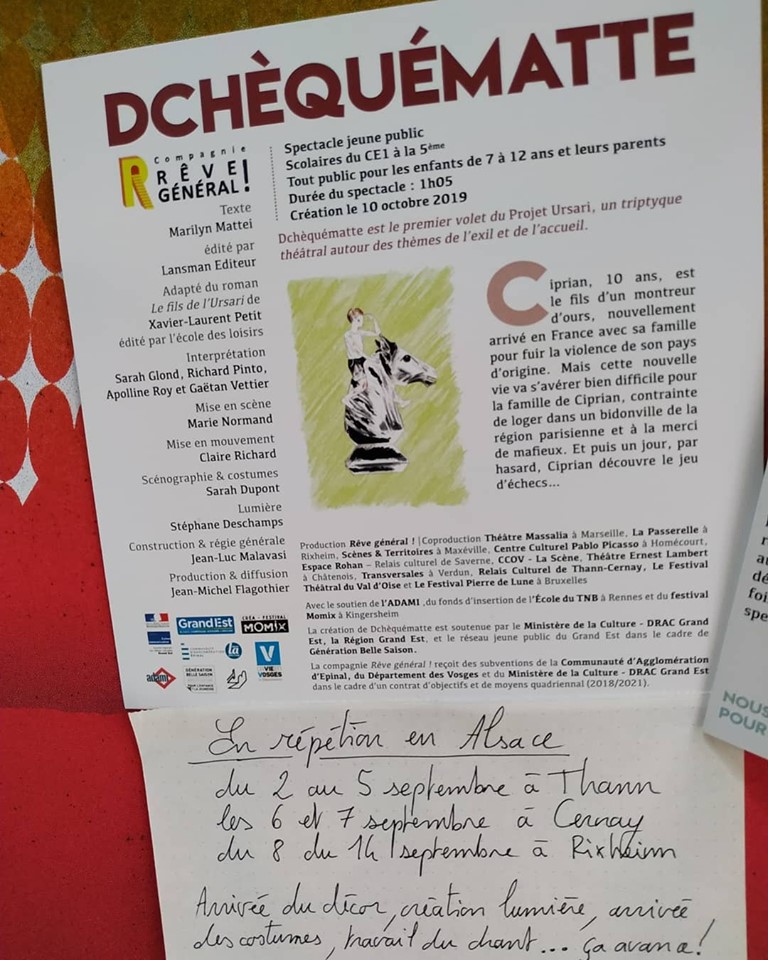 DCHÈQUÉMATTE
Compagnie
RÊVE
GÉNÉRAL!
Texte
Marilyn Mattei
édité par
Lansman Editeur
Adapté du roman
Le fils de l'Ursari de
Xavier-Laurent Petit
édité par l'école des loisirs
Interprétation
Sarah Glond, Richard Pinto,
Apolline Roy et Gaëtan Vettier
Mise en scène
Marie Normand
Mise en mouvement
Claire Richard
Scénographie & costumes
Sarah Dupont
Lumière
Stéphane Deschamps
Construction & régie générale
Jean-Luc Malavasi
Production & diffusion
Jean-Michel Flagothier
Spectacle jeune public
Scolaires du CE1 à la 5ème
Tout public pour les enfants de 7 à 12 ans et leurs parents
Durée du spectacle : 1h05
Création le 10 octobre 2019
Dchèquématte est le premier volet du Projet Ursari, un triptyque
théâtral autour des thèmes de l'exil et de l'accueil.
Ciprian, 10 ans, est
le fils d'un montreur
d'ours, nouvellement
arrivé en France avec sa famille
pour fuir la violence de son pays
d'origine. Mais cette nouvelle
vie va s'avérer bien difficile pour
la famille de Ciprian, contrainte
de loger dans un bidonville de la
région parisienne et à la merci
de mafieux. Et puis un jour, par
hasard, Ciprian découvre le jeu
d'échecs...
Production Rêve général ! | Coproduction Théâtre Massalia à Marseille, La Passerelle à
Rixheim, Scènes & Territoires à Maxéville, Centre Culturel Pablo Picasso à Homécourt,
Espace Rohan – Relais culturel de Saverne, CCOV - La Scène, Théâtre Ernest Lambert
à Châtenois, Transversales à Verdun, Relais Culturel de Thann-Cernay, Le Festival
Théâtral du Val d'Oise et Le Festival Pierre de Lune à Bruxelles
Avec le soutien de l'ADAMI ,du fonds d'insertion de l'École du TNB à Rennes et du festival
Momix à Kingersheim
La création de Dchèquématte est soutenue par le Ministère de la Culture - DRAC Grand
Est, la Région Grand Est, et le réseau jeune public du Grand Est dans le cadre de
Génération Belle Saison.
La compagnie Rêve général ! reçoit des subventions de la Communauté d'Agglomération
d'Epinal, du Département des Vosges et du Ministère de la Culture - DRAC Grand Est
dans le cadre d'un contrat d'objectifs et de moyens quadriennal (2018/2021).
GrandEst
CRÉA - FESTIVAL
MOMIX
la
VIE
VOSGES
adami
GÉNÉRATION
BELLE SAISON
En répétion en Alsace
du 2 au 5 septembre à Thann
les 6 et 7 septembre à Cernay
du 8 du 14 septembre à Rixheim
Arrivée du décor, création lumière, arrivée
des costumes, travail du chant... ça avance!
NOUS
POUR